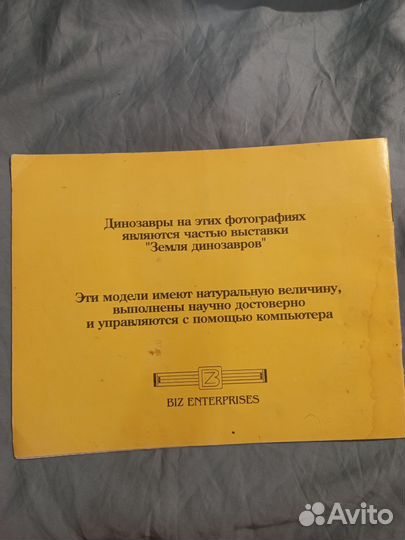 Динозавры на этих фотографиях
являются частью выставки
"Земля динозавров"
Эти модели имеют натуральную величину,
выполнены научно достоверно
и управляются с помощью компьютера
BIZ ENTERPRISES
Avito